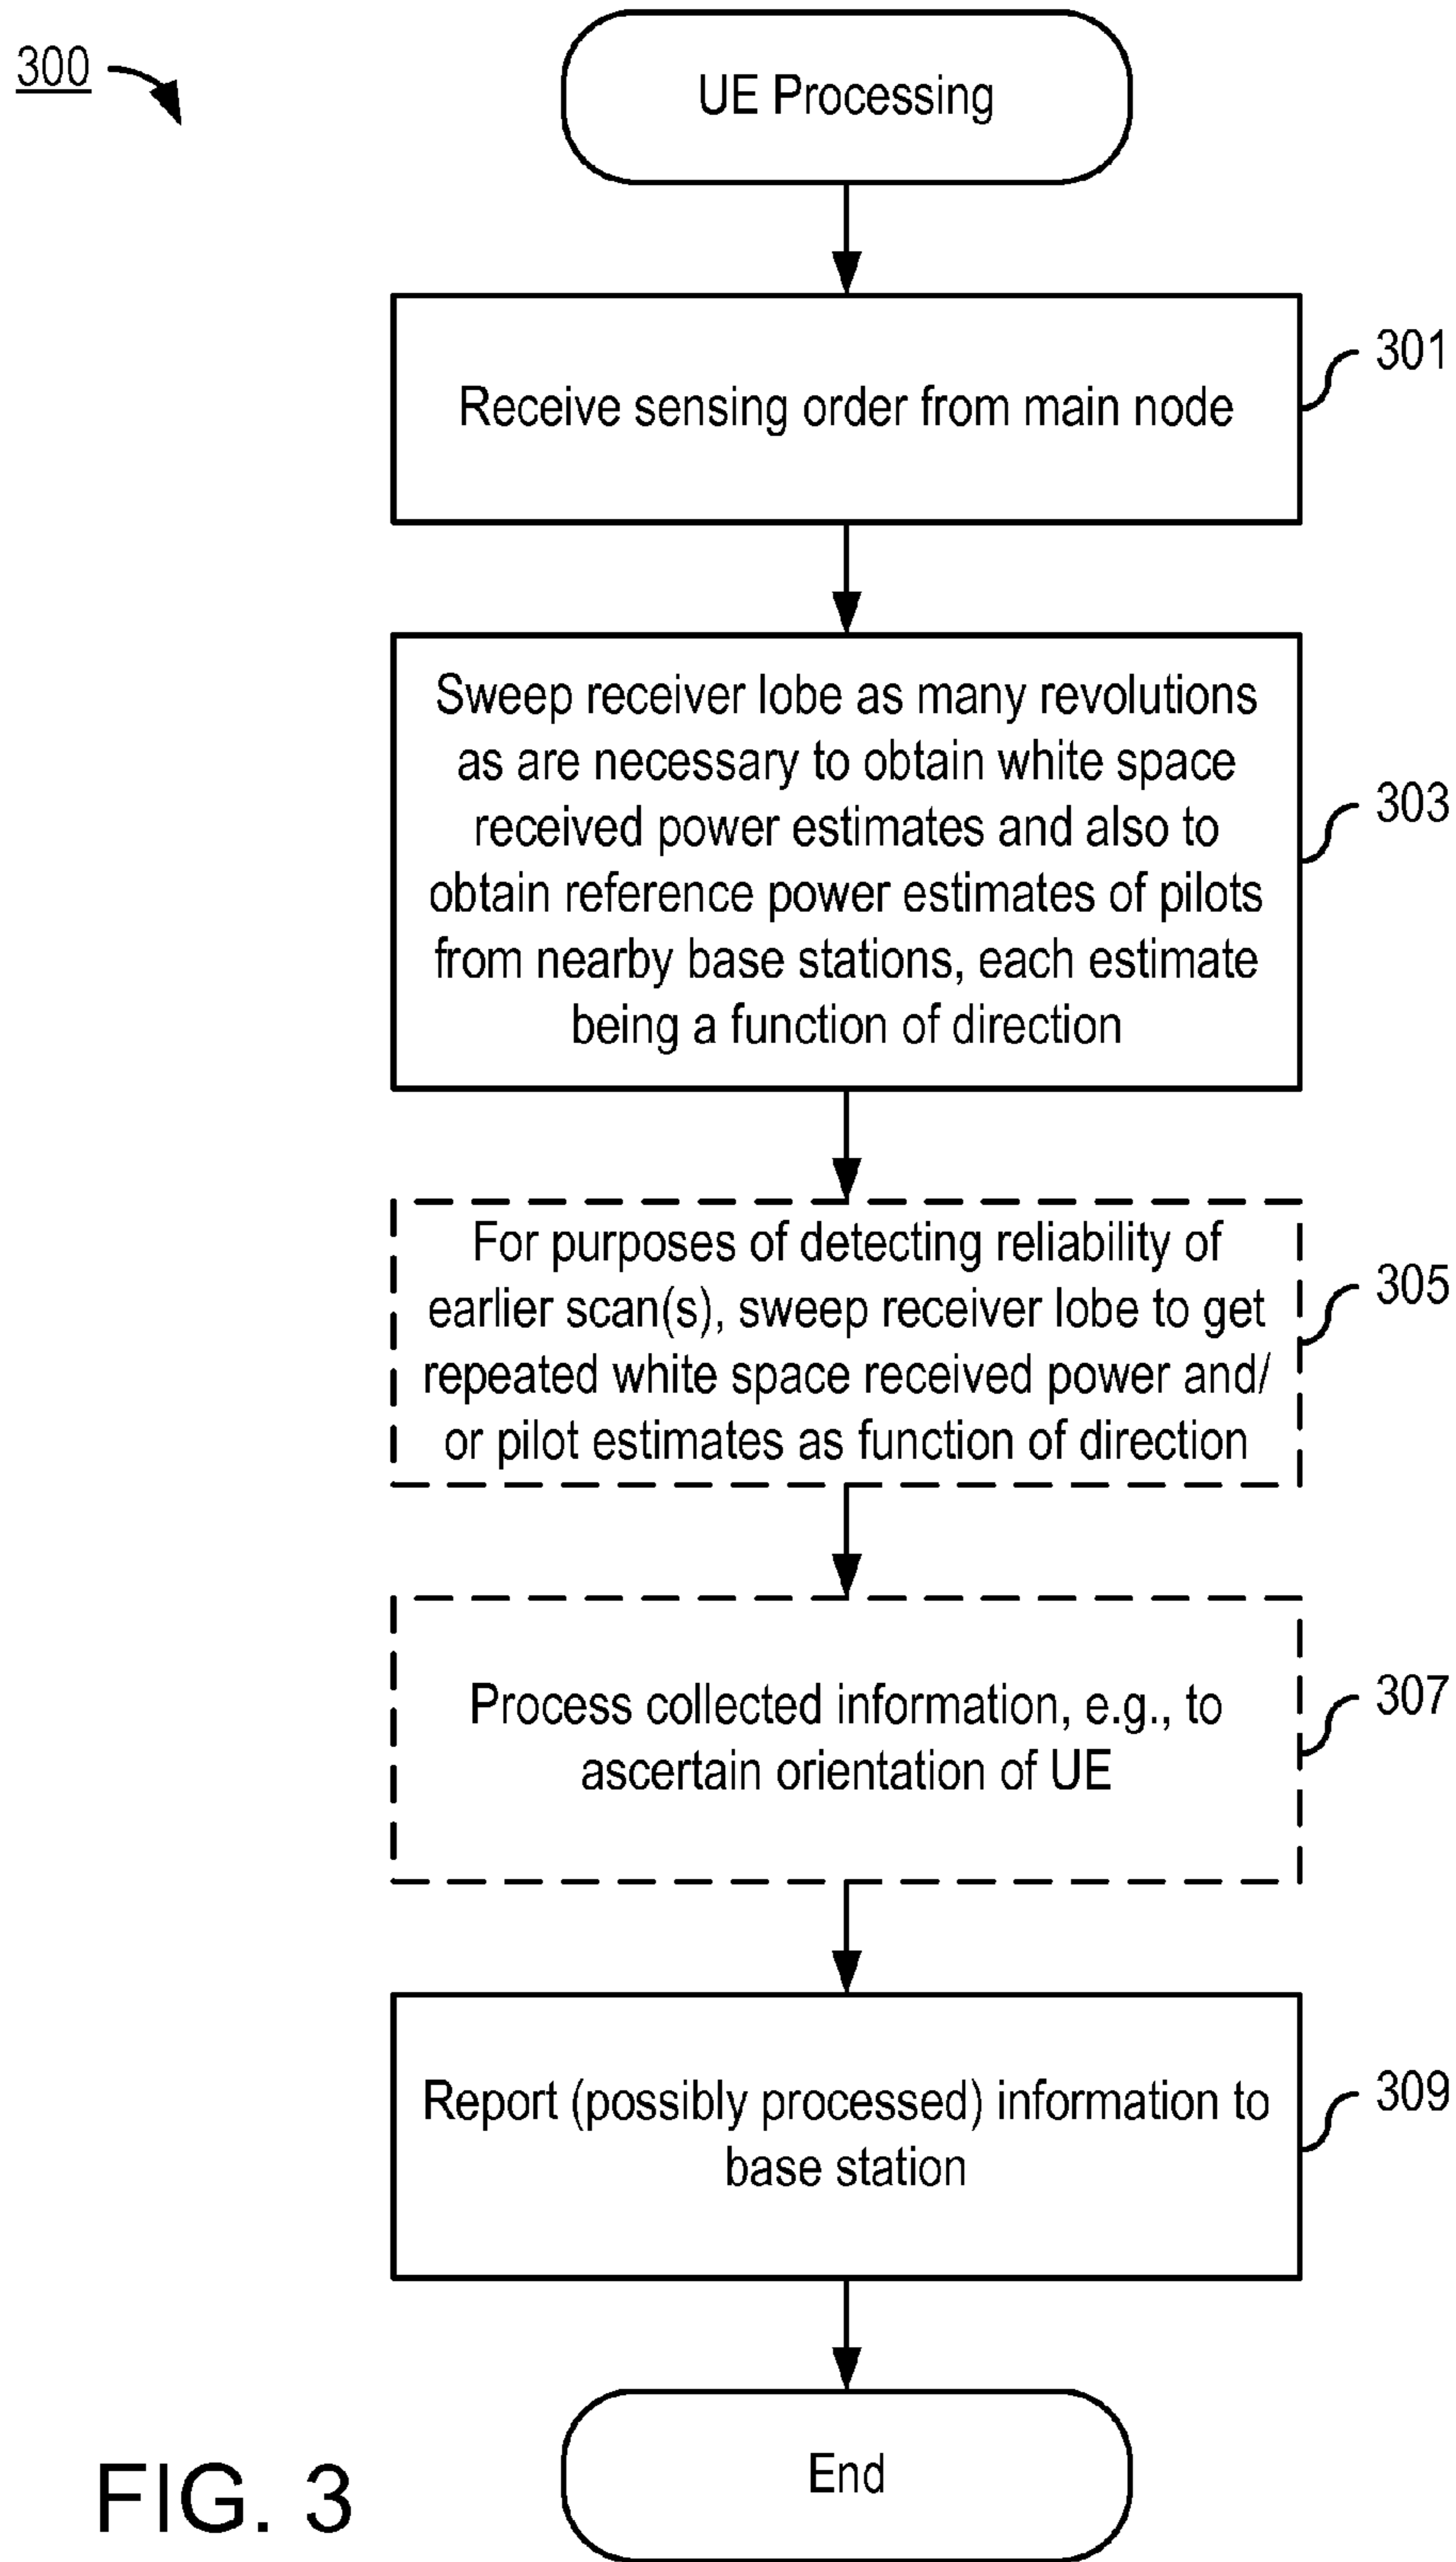 300
UE Processing
Receive sensing order from main node
301
Sweep receiver lobe as many revolutions
as are necessary to obtain white space
received power estimates and also to
obtain reference power estimates of pilots
from nearby base stations, each estimate
being a function of direction
303
For purposes of detecting reliability of
earlier scan(s), sweep receiver lobe to get
repeated white space received power and/
or pilot estimates as function of direction
305
Process collected information, e.g., to
ascertain orientation of UE
307
Report (possibly processed) information to
base station
309
End
FIG. 3